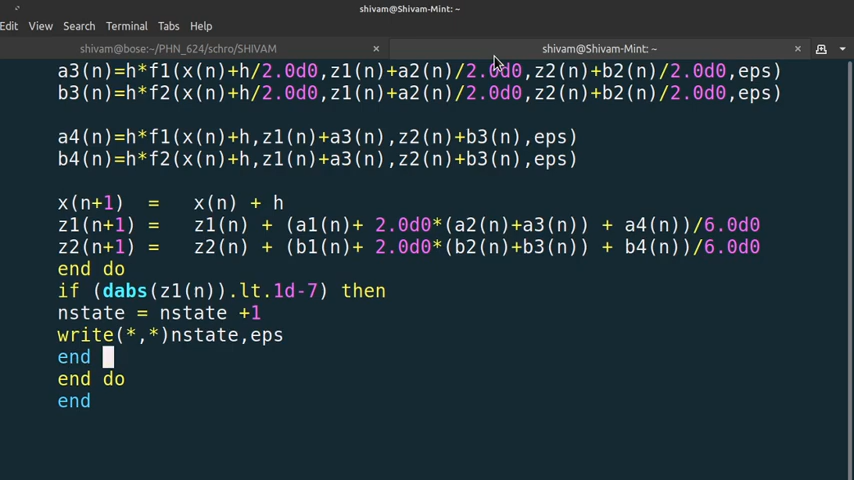 shivam@Shivam-Mint: ~
Edit View Search Terminal Tabs Help
shivam@bose:~/PHN_624/schro/SHIVAM × shivam@Shivam-Mint: ~ ×
a3(n)=h*f1(x(n)+h/2.0d0,z1(n)+a2(n)/2.0d0,z2(n)+b2(n)/2.0d0,eps)
b3(n)=h*f2(x(n)+h/2.0d0,z1(n)+a2(n)/2.0d0,z2(n)+b2(n)/2.0d0,eps)
a4(n)=h*f1(x(n)+h,z1(n)+a3(n),z2(n)+b3(n),eps)
b4(n)=h*f2(x(n)+h,z1(n)+a3(n),z2(n)+b3(n),eps)
x(n+1) = x(n) + h
z1(n+1) = z1(n) + (a1(n)+ 2.0d0*(a2(n)+a3(n)) + a4(n))/6.0d0
z2(n+1) = z2(n) + (b1(n)+ 2.0d0*(b2(n)+b3(n)) + b4(n))/6.0d0
end do
if (dabs(z1(n)).lt.1d-7) then
nstate = nstate +1
write(*,*)nstate,eps
end
end do
end